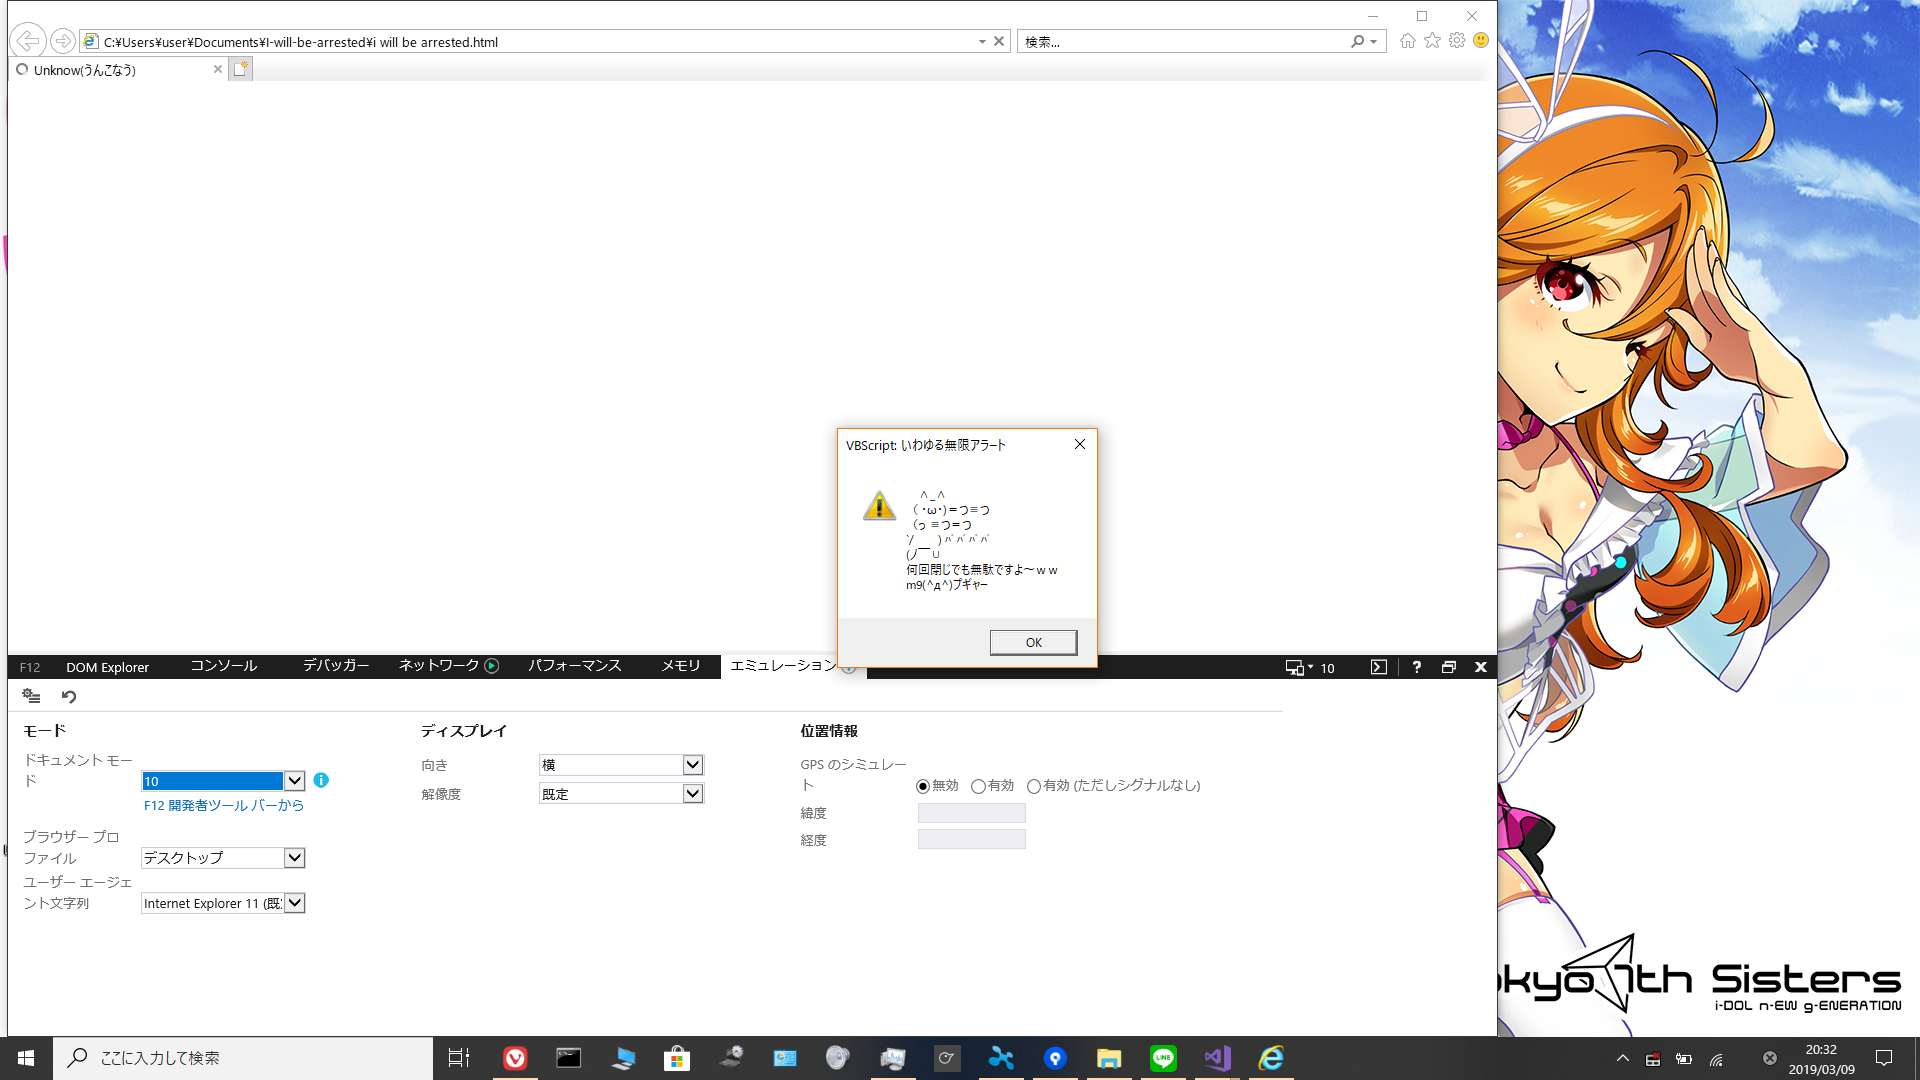 C:¥Users¥user¥Documents¥I-will-be-arrested¥i will be arrested.html
検索...
Unknow(うんこなう)
VBScript: いわゆる無限アラート
∧_∧
( ・ω・)=つ≡つ
(っ ≡つ=つ
`/　　) ﾊﾞﾊﾞﾊﾞﾊﾞ
(ノ￣∪
何回閉じでも無駄ですよ～ｗｗ
m9(^д^)プギャー
OK
F12 DOM Explorer コンソール デバッガー ネットワーク パフォーマンス メモリ エミュレーション 10 ?
モード
ドキュメント モード
10
F12 開発者ツール バーから
ブラウザー プロファイル
デスクトップ
ユーザー エージェント文字列
Internet Explorer 11 (既
ディスプレイ
向き
横
解像度
既定
位置情報
GPS のシミュレート
無効 有効 有効 (ただしシグナルなし)
緯度
経度
okyo 7th Sisters
i-DOL n-EW g-ENERATION
ここに入力して検索
LINE
20:32
2019/03/09